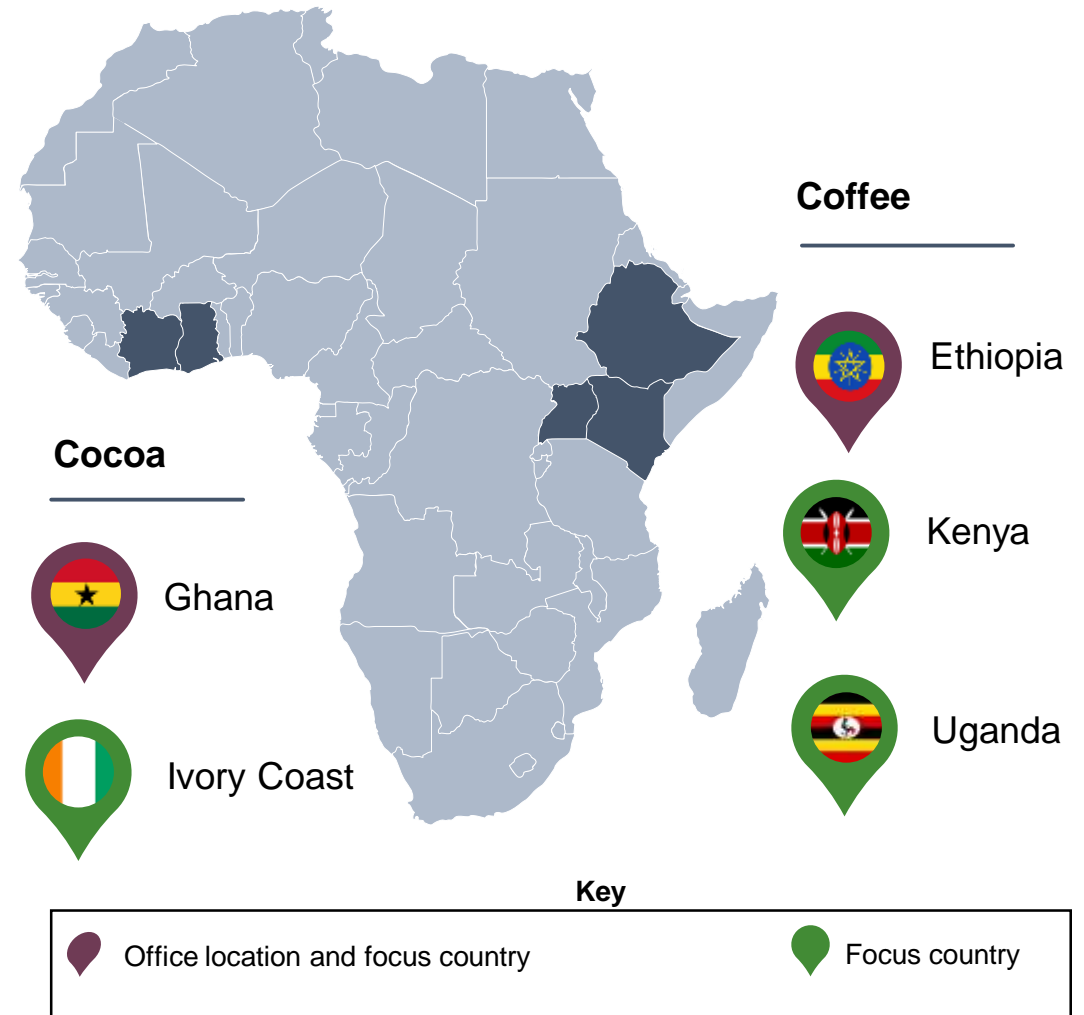 Coffee
Ethiopia
Kenya
Uganda
Cocoa
Ghana
Ivory Coast
Key
Office location and focus country
Focus country